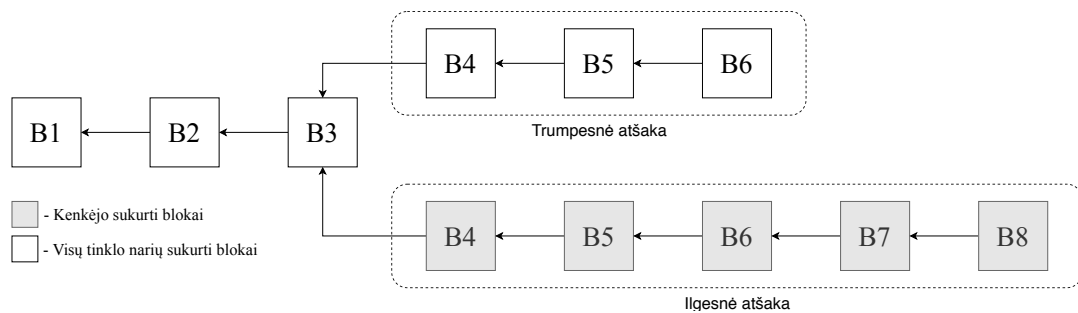 B4 B5 B6
Trumpesnė atšaka
B1 B2 B3
- Kenkėjo sukurti blokai
- Visų tinklo narių sukurti blokai
B4 B5 B6 B7 B8
Ilgesnė atšaka